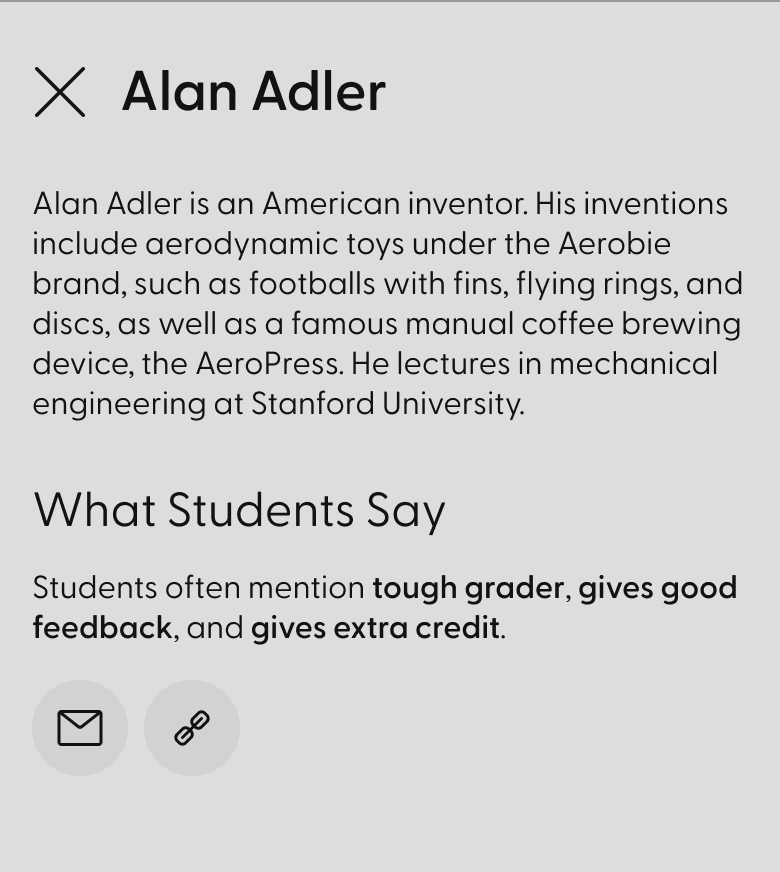 Alan Adler
Alan Adler is an American inventor. His inventions
include aerodynamic toys under the Aerobie
brand, such as footballs with fins, flying rings, and
discs, as well as a famous manual coffee brewing
device, the AeroPress. He lectures in mechanical
engineering at Stanford University.
What Students Say
Students often mention tough grader, gives good
feedback, and gives extra credit.